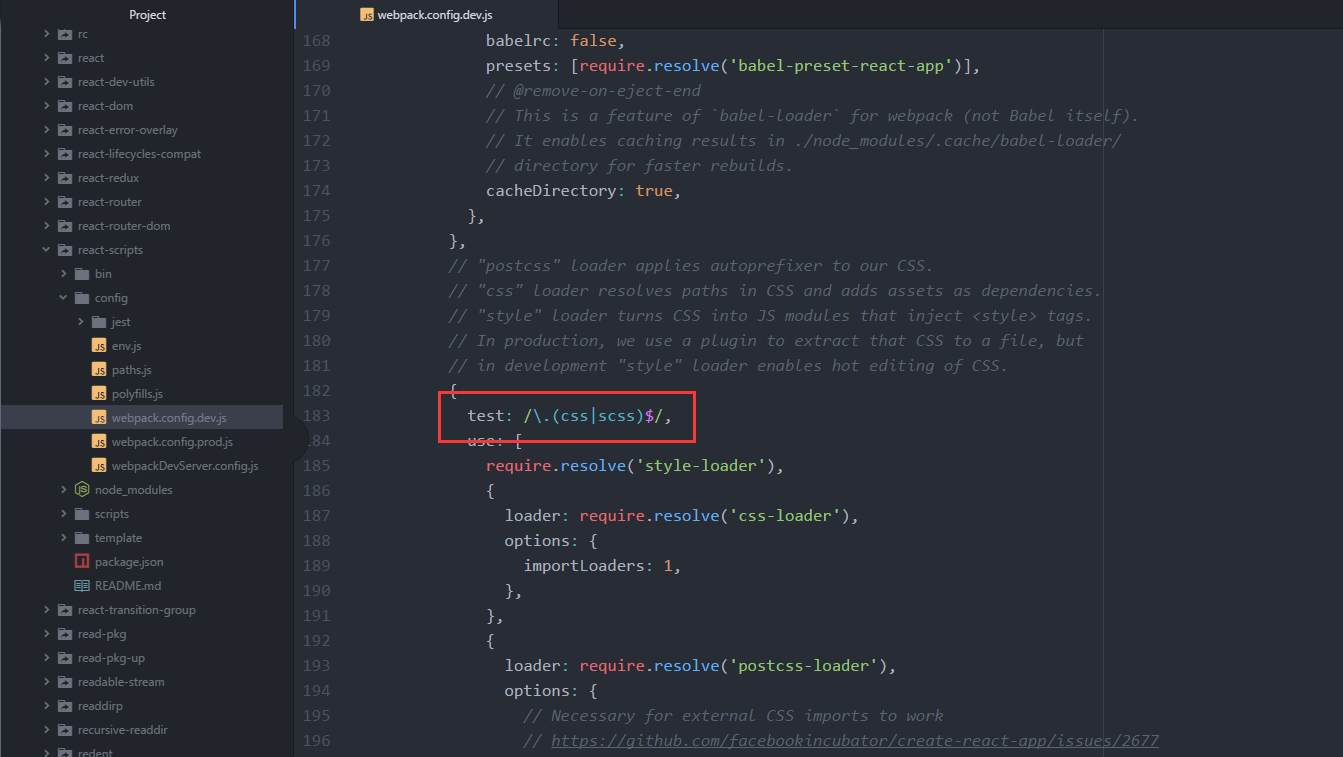 Project
rc
react
react-dev-utils
react-dom
react-error-overlay
react-lifecycles-compat
react-redux
react-router
react-router-dom
react-scripts
bin
config
jest
env.js
paths.js
polyfills.js
webpack.config.dev.js
webpack.config.prod.js
webpackDevServer.config.js
node_modules
scripts
template
package.json
README.md
react-transition-group
read-pkg
read-pkg-up
readable-stream
readdirp
recursive-readdir
redent
webpack.config.dev.js
168 babelrc: false,
169 presets: [require.resolve('babel-preset-react-app')],
170 // @remove-on-eject-end
171 // This is a feature of `babel-loader` for webpack (not Babel itself).
172 // It enables caching results in ./node_modules/.cache/babel-loader/
173 // directory for faster rebuilds.
174 cacheDirectory: true,
175 },
176 },
177 // "postcss" loader applies autoprefixer to our CSS.
178 // "css" loader resolves paths in CSS and adds assets as dependencies.
179 // "style" loader turns CSS into JS modules that inject <style> tags.
180 // In production, we use a plugin to extract that CSS to a file, but
181 // in development "style" loader enables hot editing of CSS.
182 {
183 test: /\.(css|scss)$/,
184 use: [
185 require.resolve('style-loader'),
186 {
187 loader: require.resolve('css-loader'),
188 options: {
189 importLoaders: 1,
190 },
191 },
192 {
193 loader: require.resolve('postcss-loader'),
194 options: {
195 // Necessary for external CSS imports to work
196 // https://github.com/facebookincubator/create-react-app/issues/2677